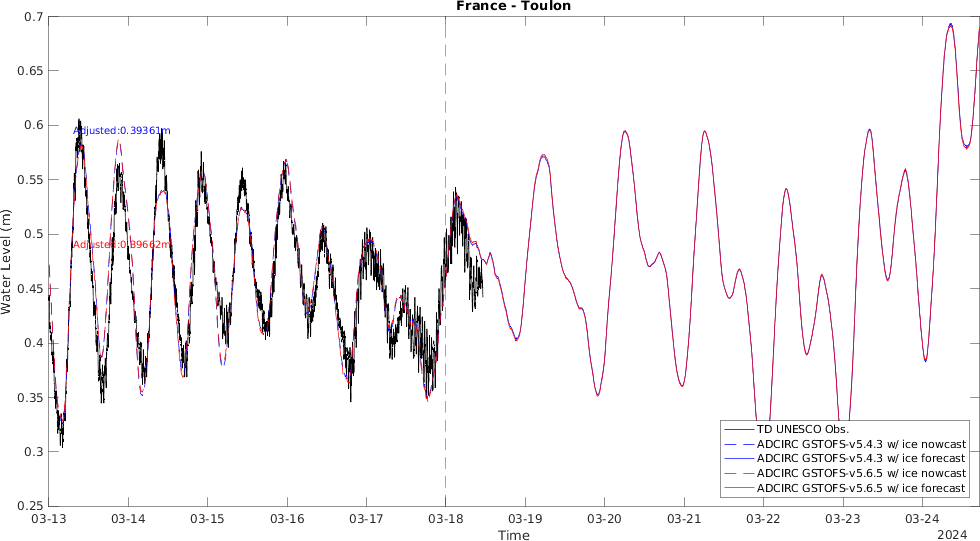 France - Toulon
Water Level (m)
0.7
0.65
0.6
0.55
0.5
0.45
0.4
0.35
0.3
0.25
Adjusted:0.39361m
Adjusted:0.39662m
TD UNESCO Obs.
ADCIRC GSTOFS-v5.4.3 w/ ice nowcast
ADCIRC GSTOFS-v5.4.3 w/ ice forecast
ADCIRC GSTOFS-v5.6.5 w/ ice nowcast
ADCIRC GSTOFS-v5.6.5 w/ ice forecast
03-13 03-14 03-15 03-16 03-17 03-18 03-19 03-20 03-21 03-22 03-23 03-24
Time
2024